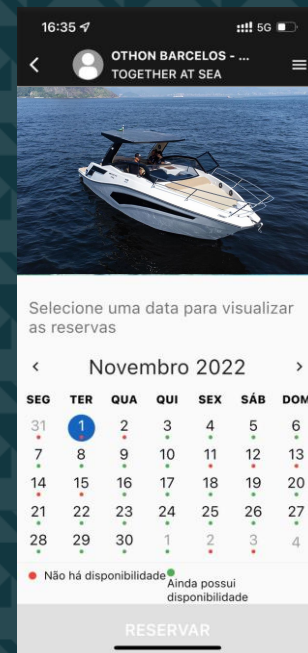 16:35
5G
OTHON BARCELOS - ...
TOGETHER AT SEA
Selecione uma data para visualizar
as reservas
Novembro 2022
SEG TER QUA QUI SEX SÁB DOM
31 1 2 3 4 5 6
7 8 9 10 11 12 13
14 15 16 17 18 19 20
21 22 23 24 25 26 27
28 29 30 1 2 3 4
Não há disponibilidade
Ainda possui
disponibilidade
RESERVAR